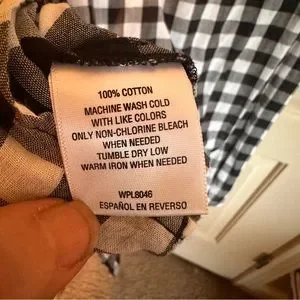 100% COTTON
MACHINE WASH COLD
WITH LIKE COLORS
ONLY NON-CHLORINE BLEACH
WHEN NEEDED
TUMBLE DRY LOW
WARM IRON WHEN NEEDED
WPL8046
ESPAÑOL EN REVERSO